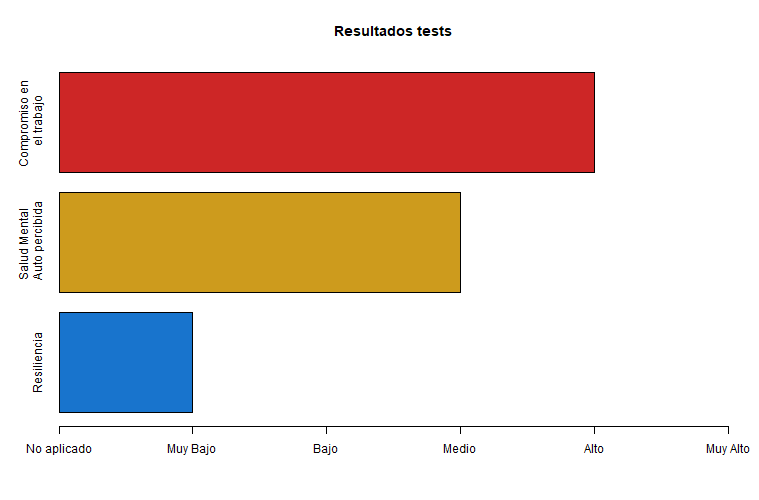 Resultados tests
Compromiso en
el trabajo
Salud Mental
Auto percibida
Resiliencia
No aplicado
Muy Bajo
Bajo
Medio
Alto
Muy Alto